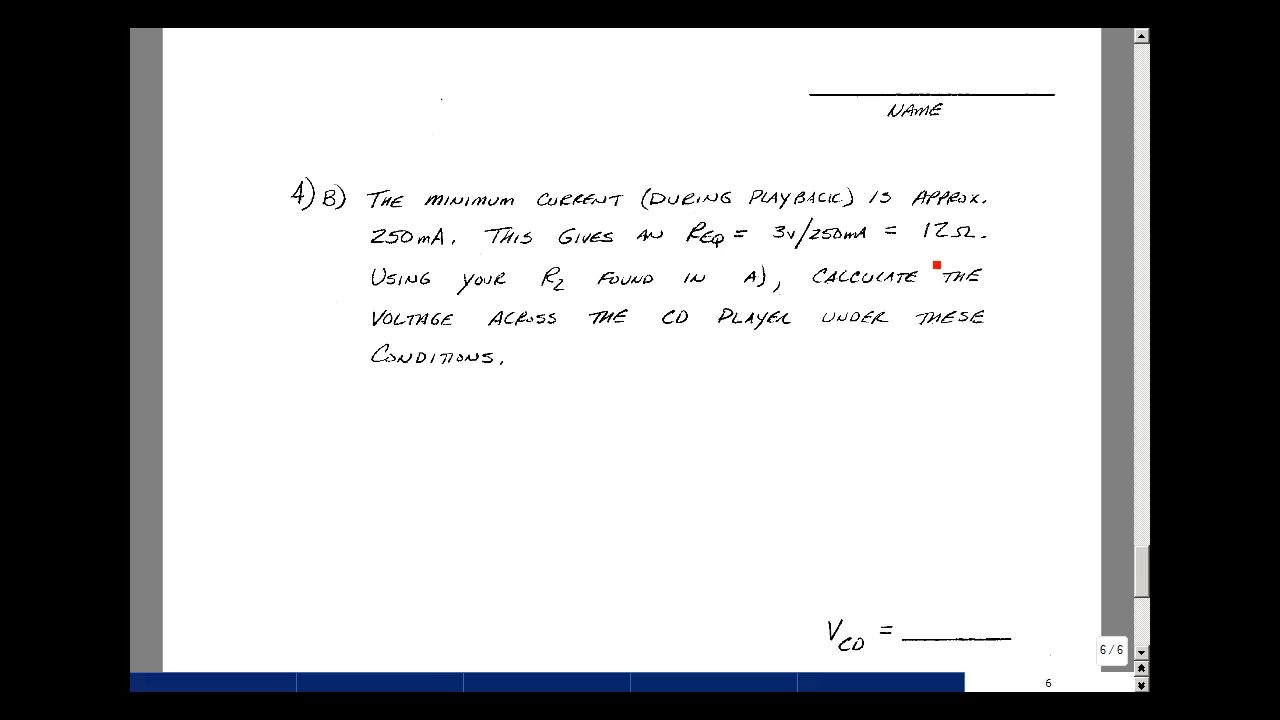 NAME
4) B) THE MINIMUM CURRENT (DURING PLAYBACK) IS APPROX.
250mA. THIS GIVES AN REQ = 3V/250mA = 12Ω.
USING YOUR R2 FOUND IN A), CALCULATE THE
VOLTAGE ACROSS THE CD PLAYER UNDER THESE
CONDITIONS.
VCD =
6/6
6